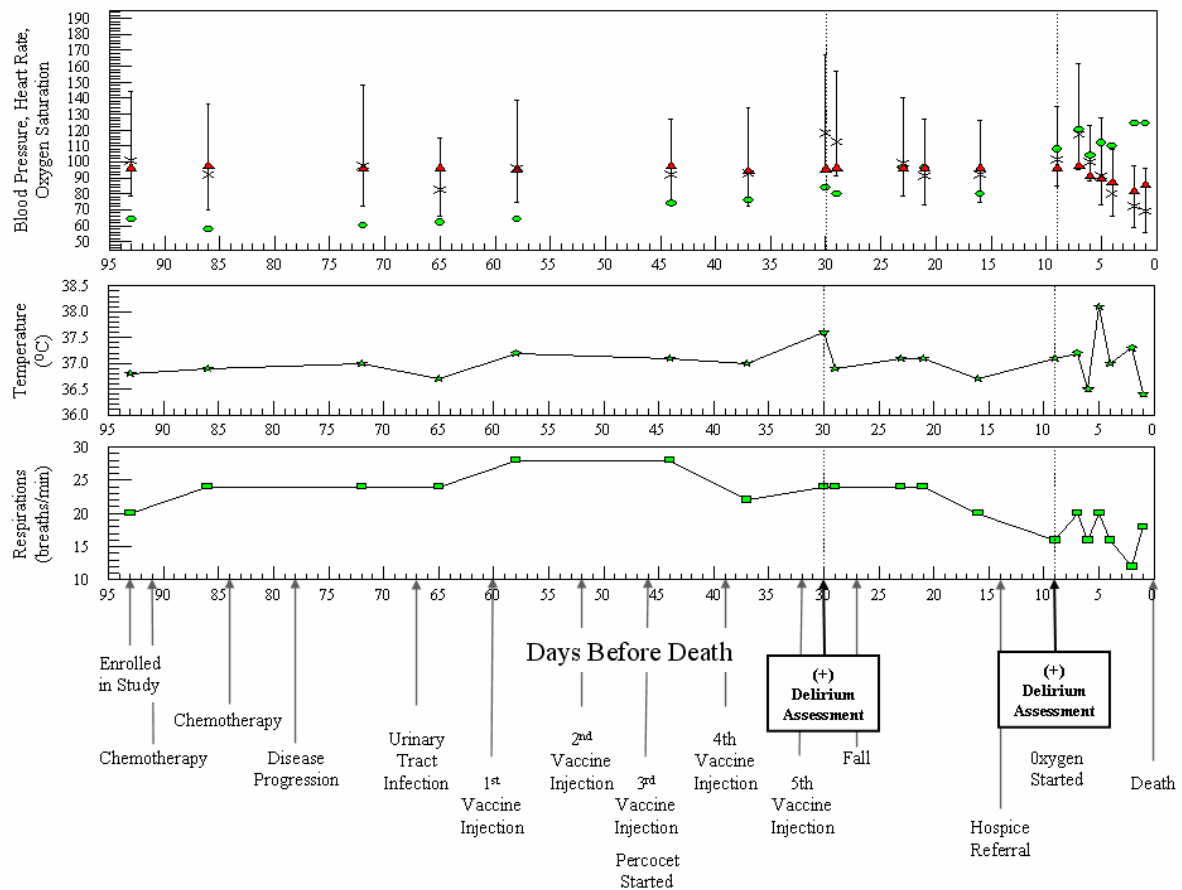 Blood Pressure, Heart Rate,
Oxygen Saturation
190
180
170
160
150
140
130
120
110
100
90
80
70
60
50
95 90 85 80 75 70 65 60 55 50 45 40 35 30 25 20 15 10 5 0
Temperature
(⁰C)
38.5
38.0
37.5
37.0
36.5
36.0
95 90 85 80 75 70 65 60 55 50 45 40 35 30 25 20 15 10 5 0
Respirations
(breaths/min)
30
25
20
15
10
95 90 85 80 75 70 65 60 55 50 45 40 35 30 25 20 15 10 5 0
Days Before Death
Enrolled
in Study
Chemotherapy
Chemotherapy
Disease
Progression
Urinary
Tract
Infection
1st
Vaccine
Injection
2nd
Vaccine
Injection
3rd
Vaccine
Injection
Percocet
Started
4th
Vaccine
Injection
5th
Vaccine
Injection
(+)
Delirium
Assessment
Fall
Hospice
Referral
(+)
Delirium
Assessment
0xygen
Started
Death